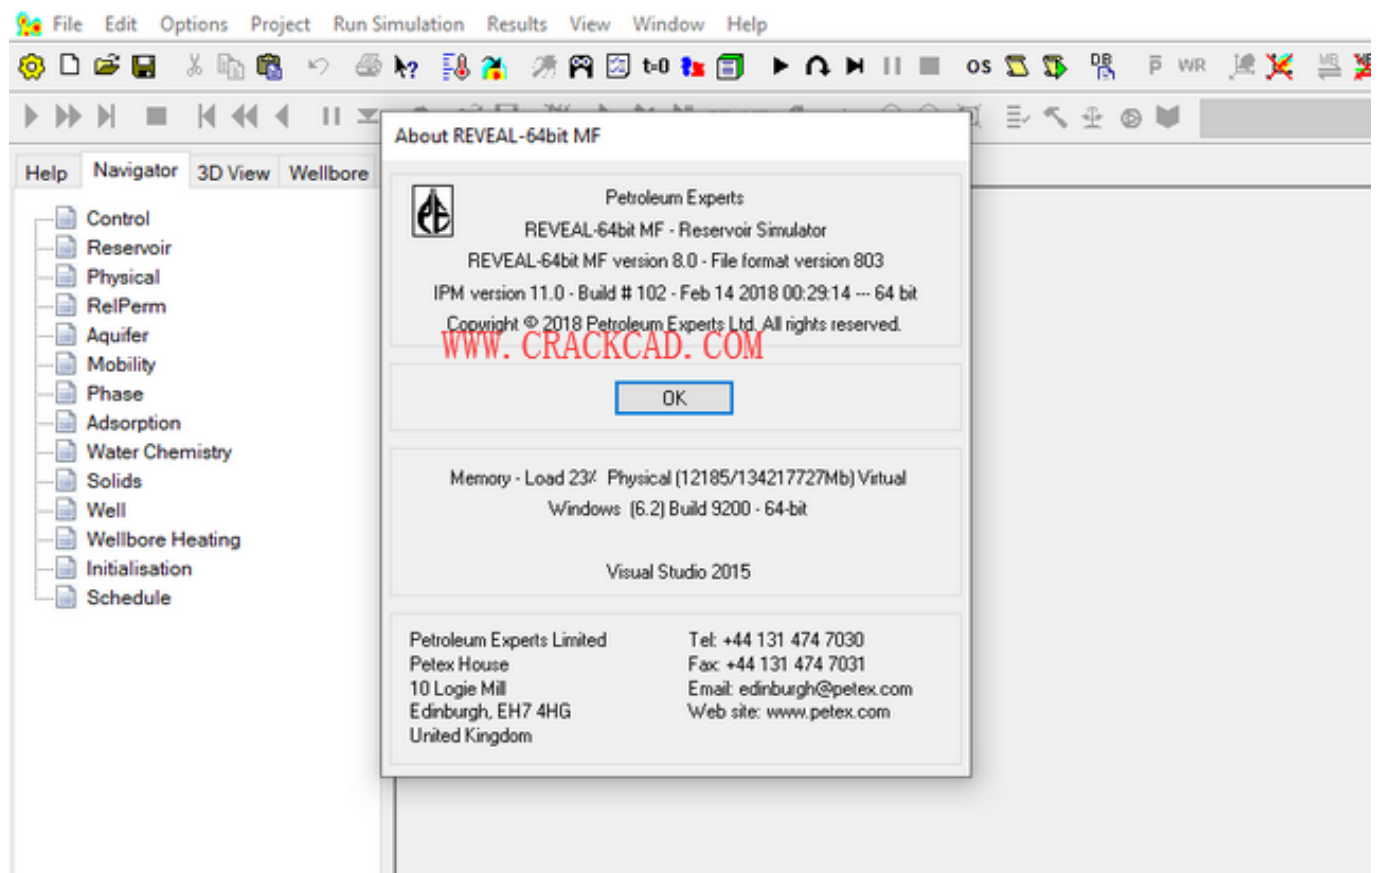 File Edit Options Project Run Simulation Results View Window Help
t=0 OS DB P WR WB
About REVEAL-64bit MF
Help Navigator 3D View Wellbore
Control
Reservoir
Physical
RelPerm
Aquifer
Mobility
Phase
Adsorption
Water Chemistry
Solids
Well
Wellbore Heating
Initialisation
Schedule
Petroleum Experts
REVEAL-64bit MF - Reservoir Simulator
REVEAL-64bit MF version 8.0 - File format version 803
IPM version 11.0 - Build # 102 - Feb 14 2018 00:29:14 --- 64 bit
Copyright © 2018 Petroleum Experts Ltd. All rights reserved.
WWW. CRACKCAD. COM
OK
Memory - Load 23% Physical (12185/134217727Mb) Virtual
Windows (6.2) Build 9200 - 64-bit
Visual Studio 2015
Petroleum Experts Limited
Petex House
10 Logie Mill
Edinburgh, EH7 4HG
United Kingdom
Tel: +44 131 474 7030
Fax: +44 131 474 7031
Email: edinburgh@petex.com
Web site: www.petex.com